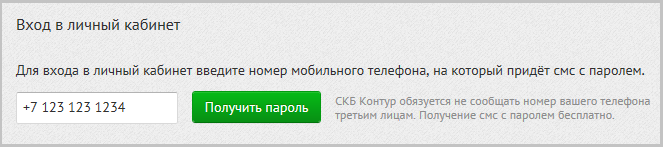 Вход в личный кабинет
Для входа в личный кабинет введите номер мобильного телефона, на который придёт смс с паролем.
+7 123 123 1234
Получить пароль
СКБ Контур обязуется не сообщать номер вашего телефона
третьим лицам. Получение смс с паролем бесплатно.